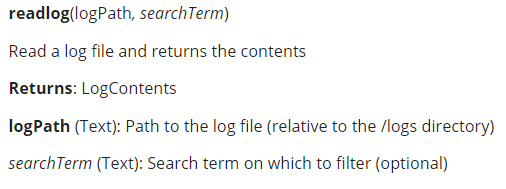 readlog(logPath, searchTerm)
Read a log file and returns the contents
Returns: LogContents
logPath (Text): Path to the log file (relative to the /logs directory)
searchTerm (Text): Search term on which to filter (optional)